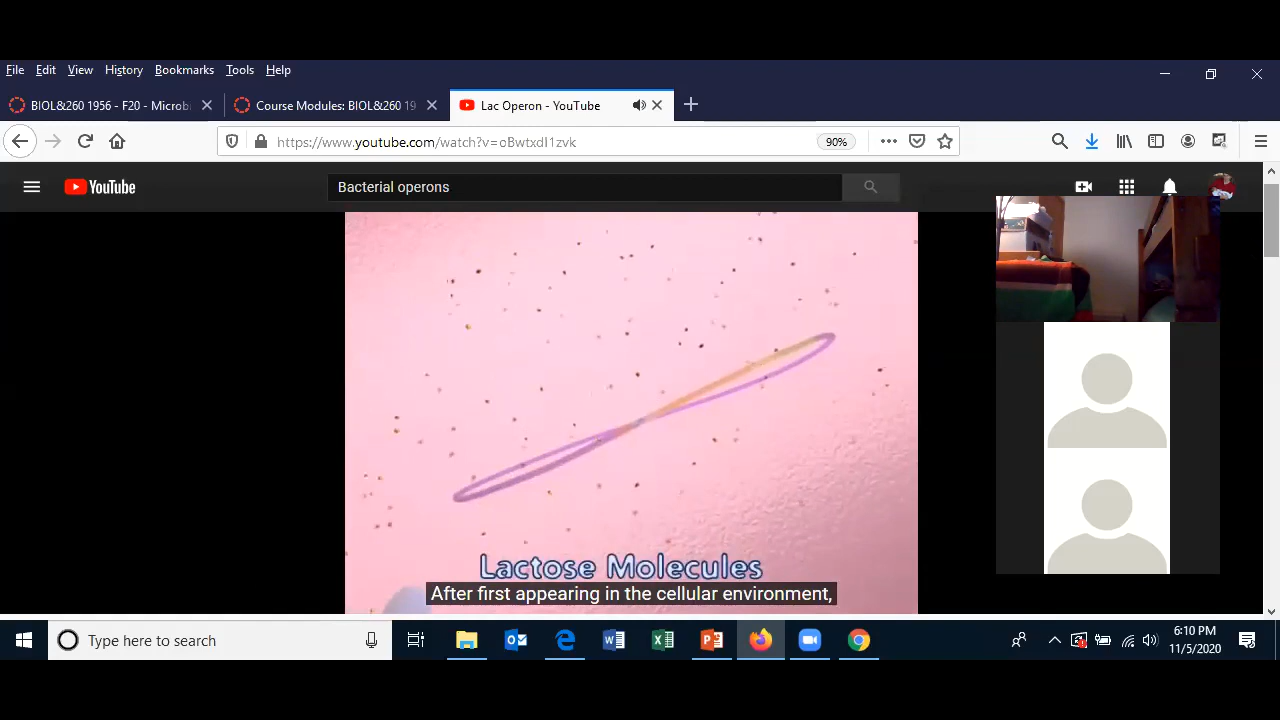 File Edit View History Bookmarks Tools Help
BIOL&260 1956 - F20 - Microbi
Course Modules: BIOL&260 19
Lac Operon - YouTube
https://www.youtube.com/watch?v=oBwtxdI1zvk
90%
YouTube
Bacterial operons
Lactose Molecules
After first appearing in the cellular environment,
Type here to search
6:10 PM
11/5/2020